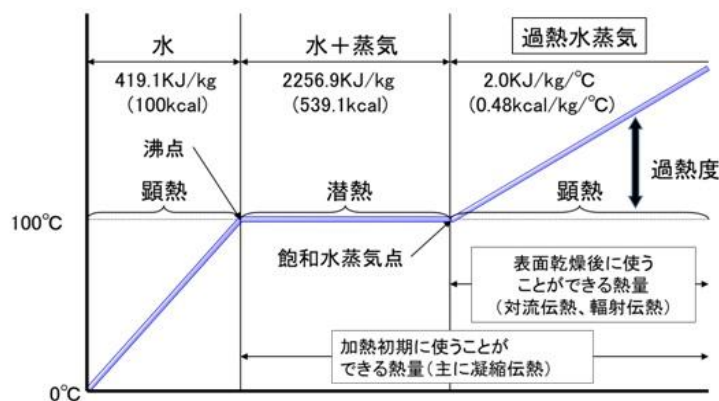 水
水＋蒸気
過熱水蒸気
419.1KJ/kg
(100kcal)
2256.9KJ/kg
(539.1kcal)
2.0KJ/kg/℃
(0.48kcal/kg/℃)
沸点
過熱度
顕熱
潜熱
顕熱
100℃
飽和水蒸気点
表面乾燥後に使う
ことができる熱量
（対流伝熱、輻射伝熱）
加熱初期に使うことが
できる熱量（主に凝縮伝熱）
0℃